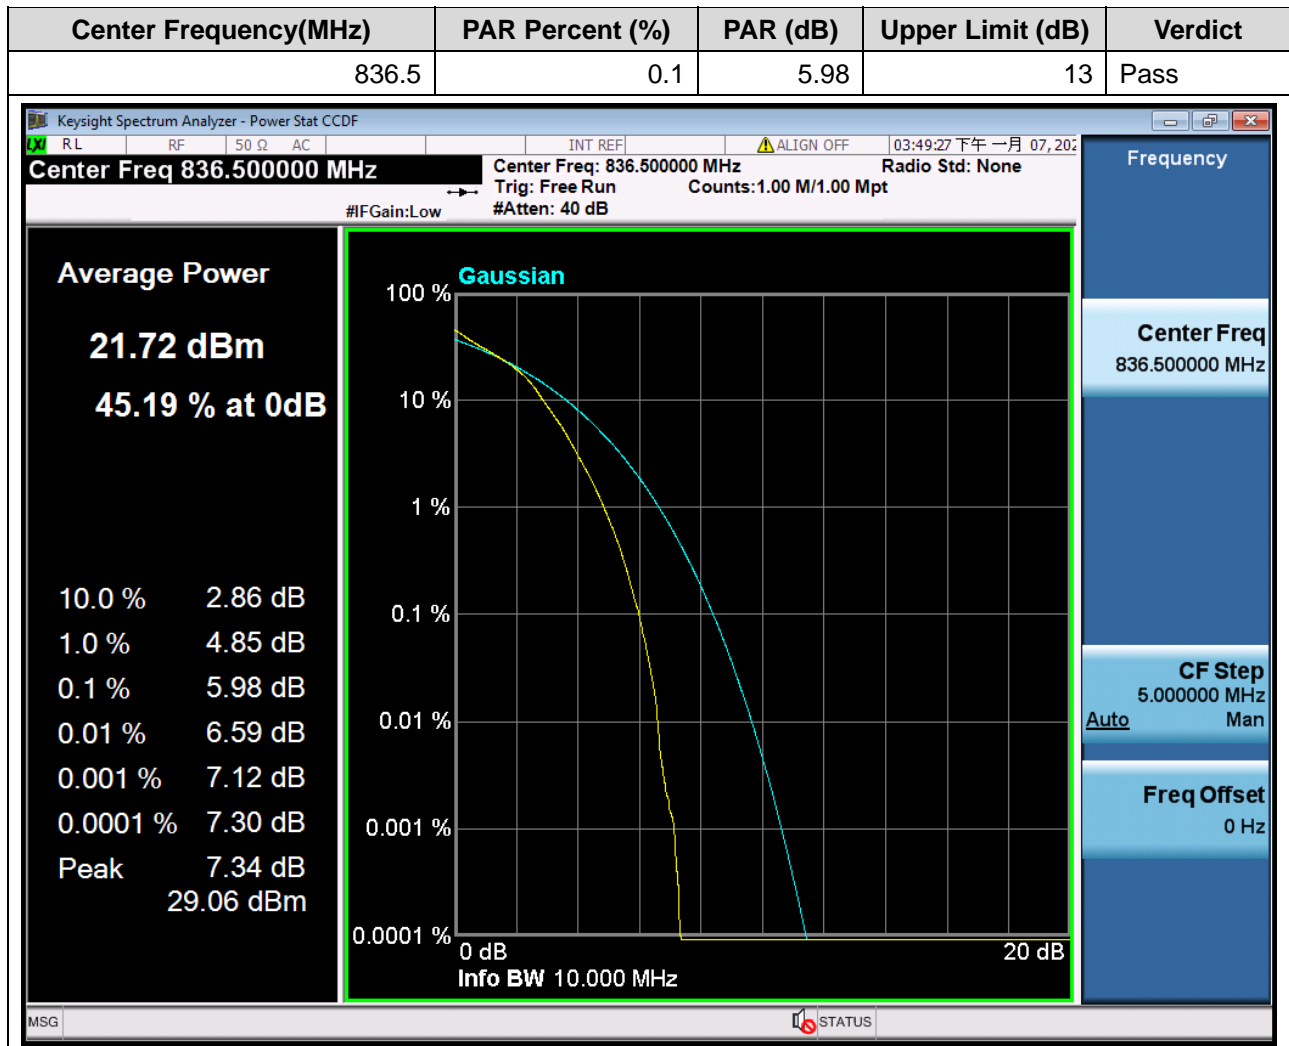 Center Frequency(MHz) PAR Percent (%) PAR (dB) Upper Limit (dB) Verdict
836.5 0.1 5.98 13 Pass
Keysight Spectrum Analyzer - Power Stat CCDF
LXI RL RF 50 Ω AC INT REF ALIGN OFF 03:49:27 下午 一月 07, 202
Center Freq 836.500000 MHz
Center Freq: 836.500000 MHz Radio Std: None
Trig: Free Run Counts:1.00 M/1.00 Mpt
#IFGain:Low #Atten: 40 dB
Frequency
Center Freq
836.500000 MHz
CF Step
5.000000 MHz
Auto Man
Freq Offset
0 Hz
Average Power
21.72 dBm
45.19 % at 0dB
10.0 % 2.86 dB
1.0 % 4.85 dB
0.1 % 5.98 dB
0.01 % 6.59 dB
0.001 % 7.12 dB
0.0001 % 7.30 dB
Peak 7.34 dB
29.06 dBm
Gaussian
100 %
10 %
1 %
0.1 %
0.01 %
0.001 %
0.0001 %
0 dB 20 dB
Info BW 10.000 MHz
MSG STATUS